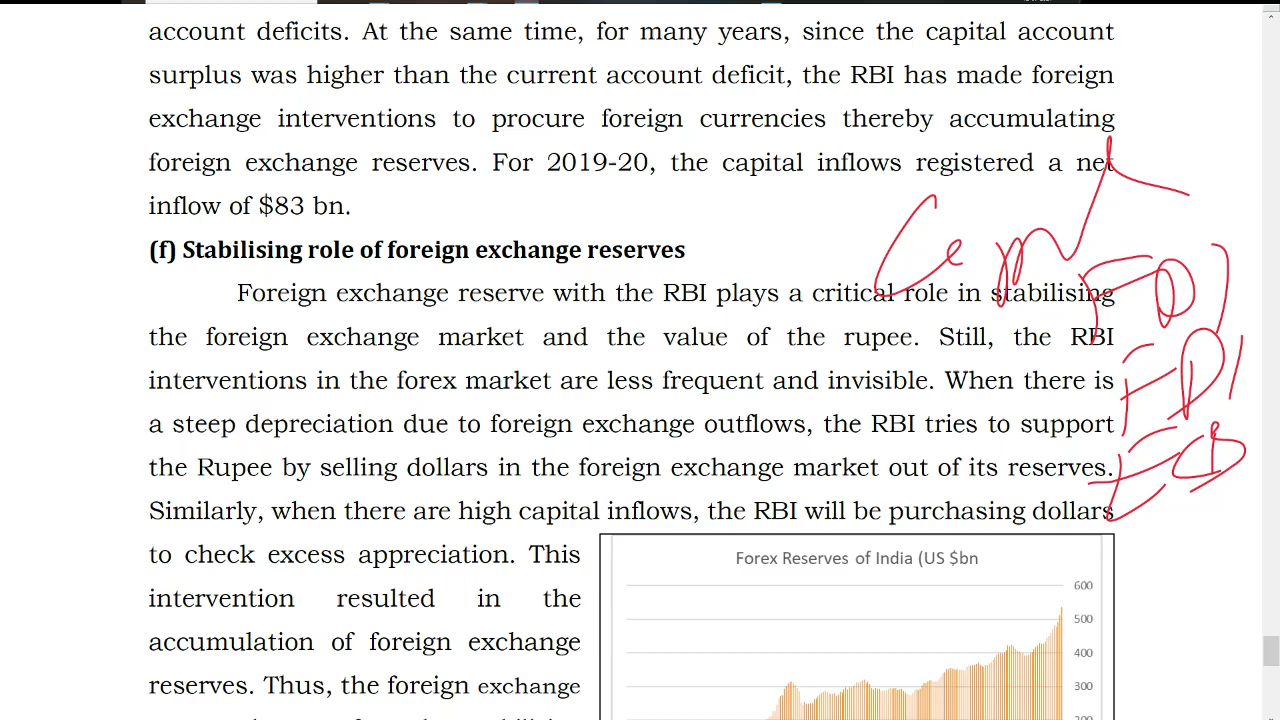 account deficits. At the same time, for many years, since the capital account
surplus was higher than the current account deficit, the RBI has made foreign
exchange interventions to procure foreign currencies thereby accumulating
foreign exchange reserves. For 2019-20, the capital inflows registered a net
inflow of $83 bn.
(f) Stabilising role of foreign exchange reserves
Foreign exchange reserve with the RBI plays a critical role in stabilising
the foreign exchange market and the value of the rupee. Still, the RBI
interventions in the forex market are less frequent and invisible. When there is
a steep depreciation due to foreign exchange outflows, the RBI tries to support
the Rupee by selling dollars in the foreign exchange market out of its reserves.
Similarly, when there are high capital inflows, the RBI will be purchasing dollars
to check excess appreciation. This
intervention resulted in the
accumulation of foreign exchange
reserves. Thus, the foreign exchange
Forex Reserves of India (US $bn
600
500
400
300
FDI
ECB